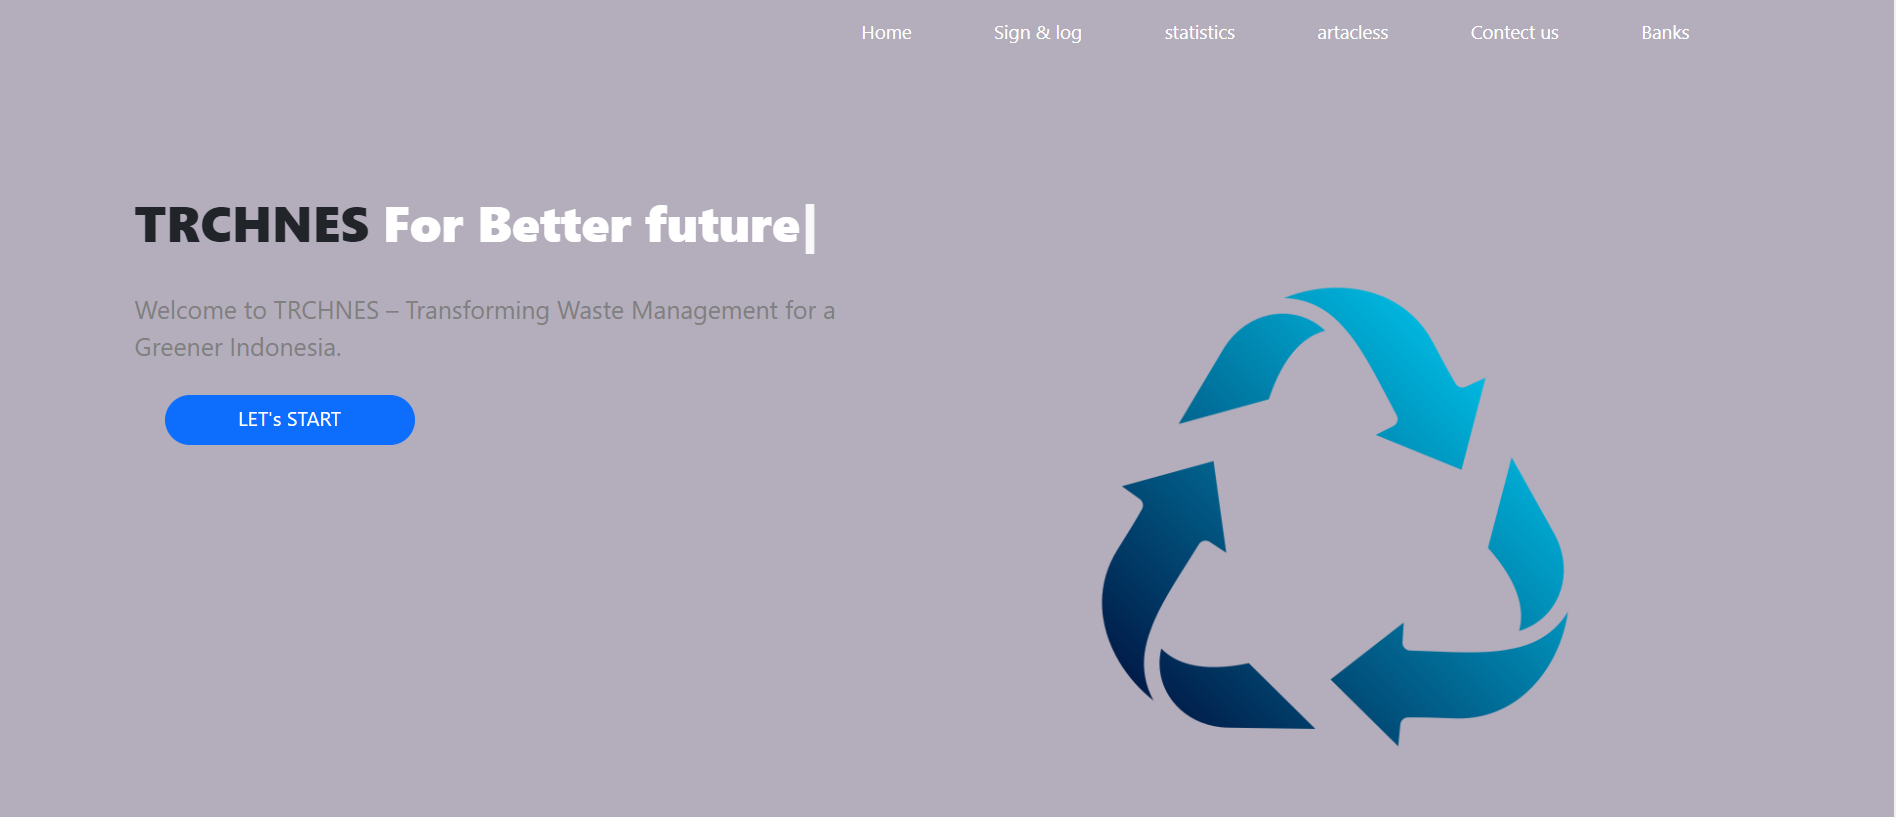 Home Sign & log statistics artacless Contect us Banks
TRCHNES For Better future|
Welcome to TRCHNES – Transforming Waste Management for a
Greener Indonesia.
LET's START